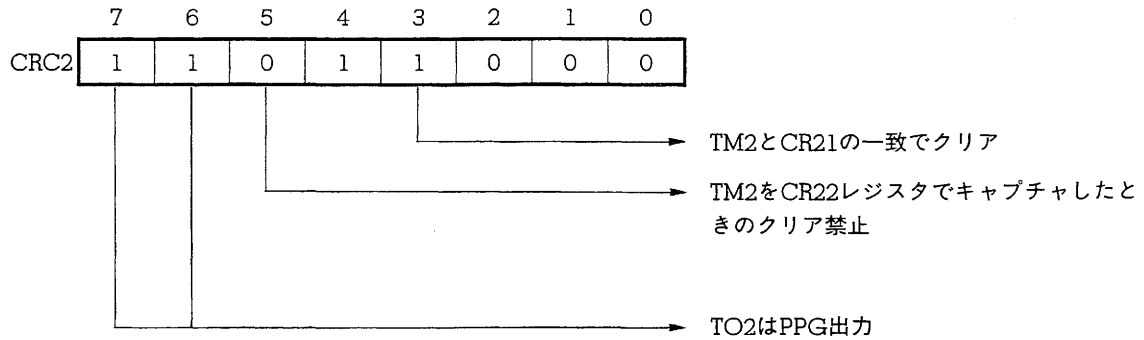 7 6 5 4 3 2 1 0
CRC2 1 1 0 1 1 0 0 0
TM2とCR21の一致でクリア
TM2をCR22レジスタでキャプチャしたと
きのクリア禁止
TO2はPPG出力